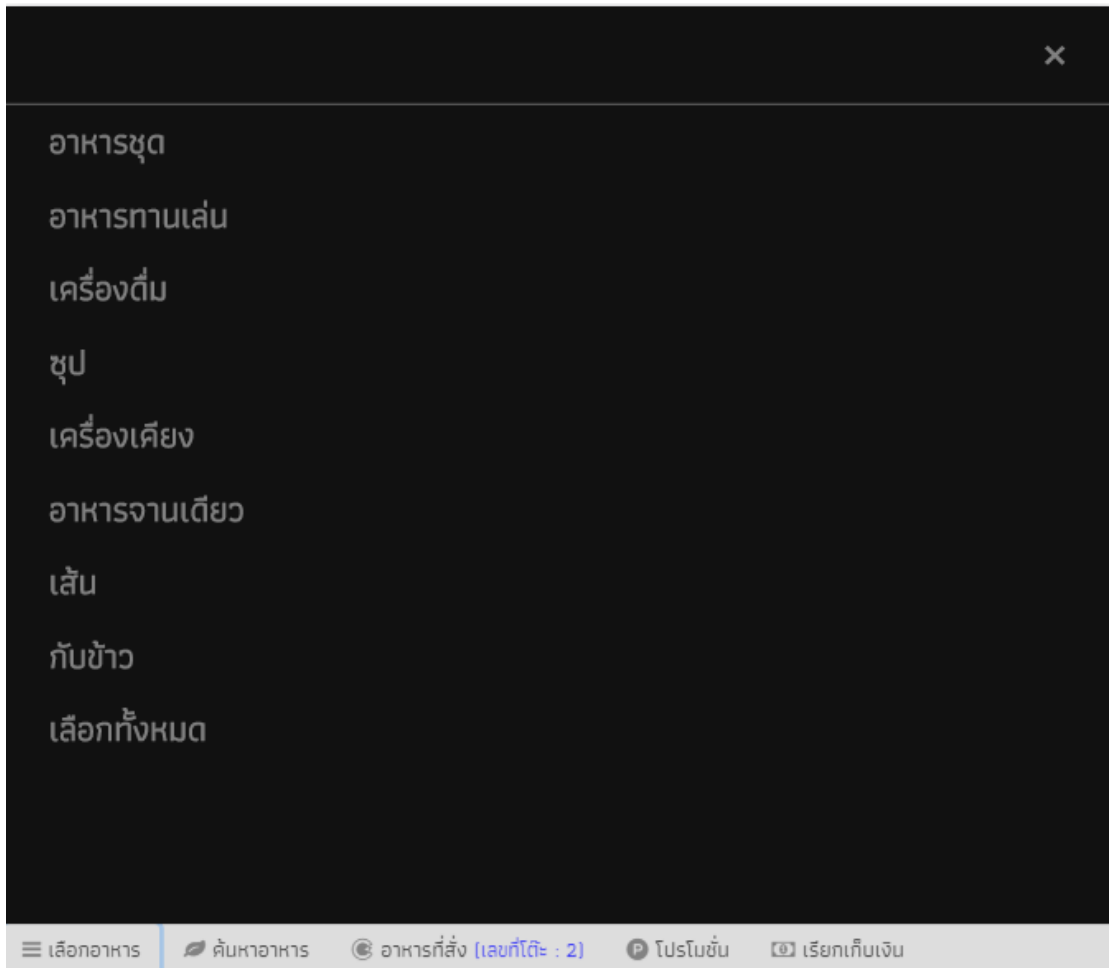 อาหารชุด
อาหารทานเล่น
เครื่องดื่ม
ซุป
เครื่องเคียง
อาหารจานเดียว
เส้น
กับข้าว
เลือกทั้งหมด
เลือกอาหาร ค้นหาอาหาร อาหารที่สั่ง (เลขที่โต๊ะ : 2) โปรโมชั่น เรียกเก็บเงิน